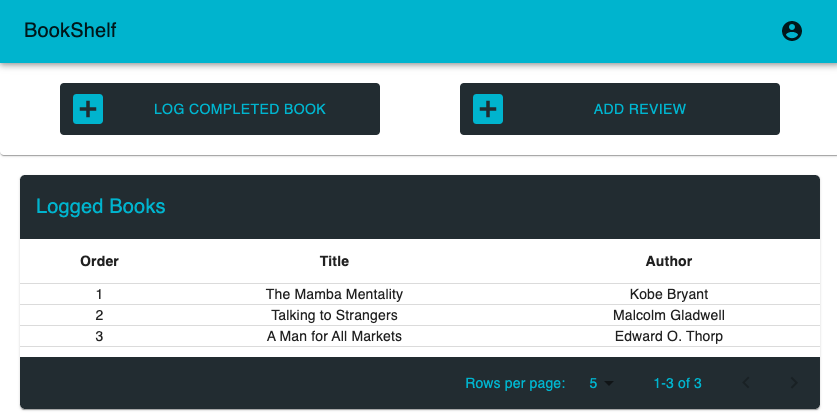 BookShelf
LOG COMPLETED BOOK ADD REVIEW
Logged Books
Order Title Author
1 The Mamba Mentality Kobe Bryant
2 Talking to Strangers Malcolm Gladwell
3 A Man for All Markets Edward O. Thorp
Rows per page: 5 1-3 of 3